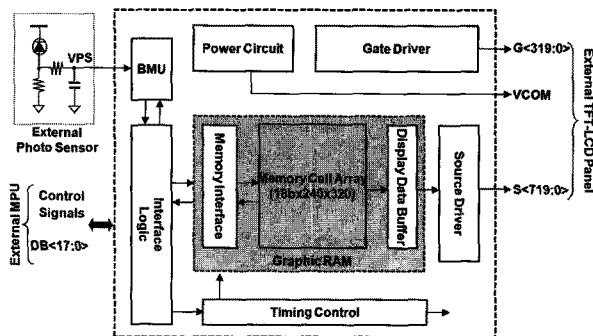 VPS
External
Photo Sensor
BMU
Power Circuit
Gate Driver
G<319:0>
VCOM
External TFT-LCD Panel
External MPU
Control
Signals
DB<17:0>
Interface
Logic
Memory Interface
Memory Cell Array
(18bx240x320)
Display Data
Buffer
Source Driver
S<719:0>
Graphic RAM
Timing Control